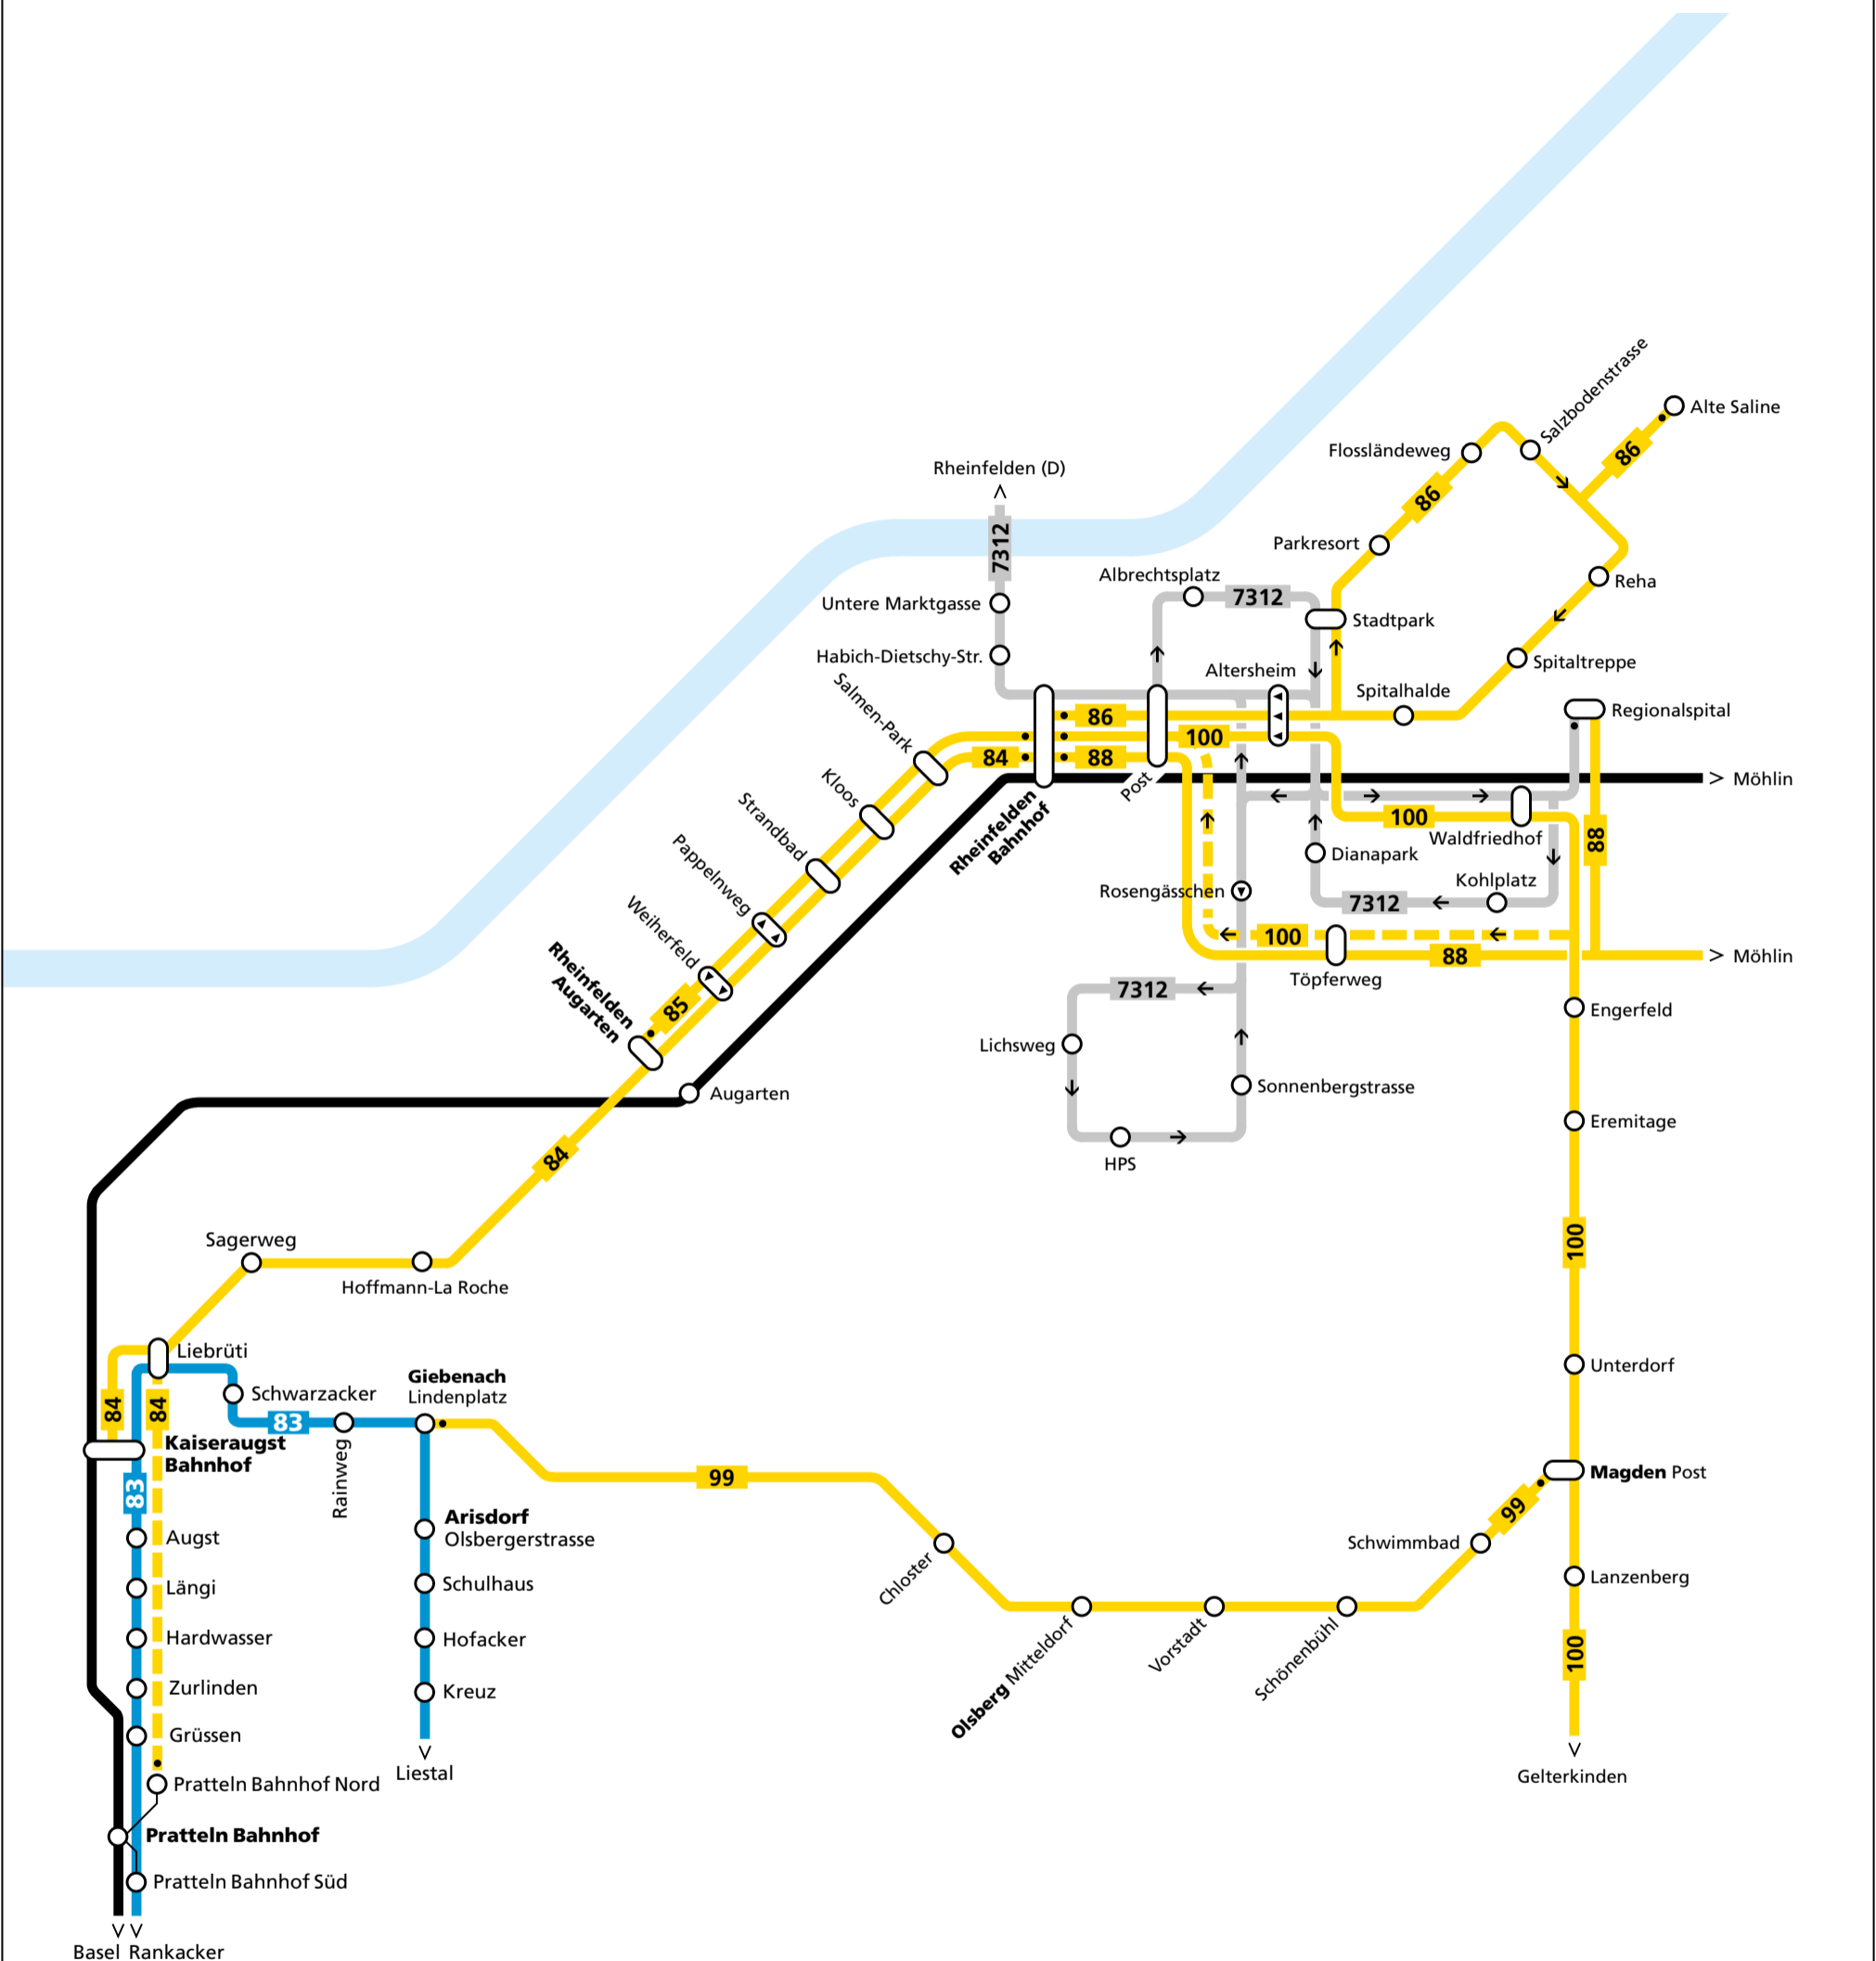 Salzbodenstrasse
Alte Saline
86
Flossländeweg
86
Rheinfelden (D)
>
7312
Parkresort
Albrechtsplatz
7312
Reha
Untere Marktgasse
Stadtpark
Habich-Dietschy-Str.
Altersheim
Spitaltreppe
Spitalhalde
Salmen-Park
Regionalspital
86
100
84
88
Kloos
Post
> Möhlin
Strandbad
Rheinfelden
Bahnhof
100
Waldfriedhof
88
Pappelnweg
Dianapark
Kohlplatz
Rosengässchen
7312
Weiherfeld
100
88
> Möhlin
Töpferweg
Rheinfelden
Augarten
85
7312
Engerfeld
Lichsweg
Augarten
Sonnenbergstrasse
Eremitage
84
HPS
Sagerweg
100
Hoffmann-La Roche
Liebrüti
Unterdorf
Giebenach
Lindenplatz
Schwarzacker
84
84
83
Kaiseraugst
Bahnhof
Rainweg
99
Magden Post
83
99
Arisdorf
Olsbergerstrasse
Augst
Schwimmbad
Chloster
Längi
Schulhaus
Lanzenberg
Hardwasser
Hofacker
Olsberg Mitteldorf
Vorstadt
Schönenbühl
100
Zurlinden
Kreuz
Grüssen
>
Liestal
>
Gelterkinden
Pratteln Bahnhof Nord
Pratteln Bahnhof
Pratteln Bahnhof Süd
> >
Basel Rankacker